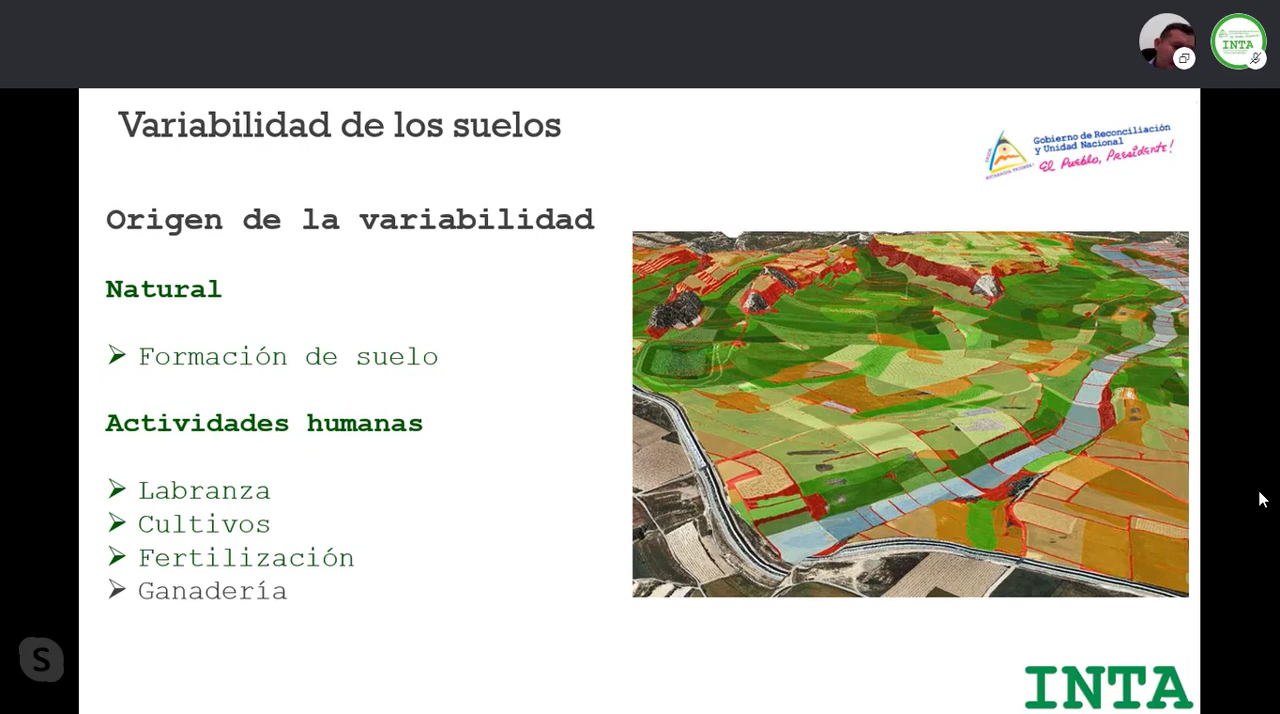 INTA
Variabilidad de los suelos
Gobierno de Reconciliación
y Unidad Nacional
El Pueblo, Presidente!
Origen de la variabilidad
Natural
Formación de suelo
Actividades humanas
Labranza
Cultivos
Fertilización
Ganadería
S
INTA